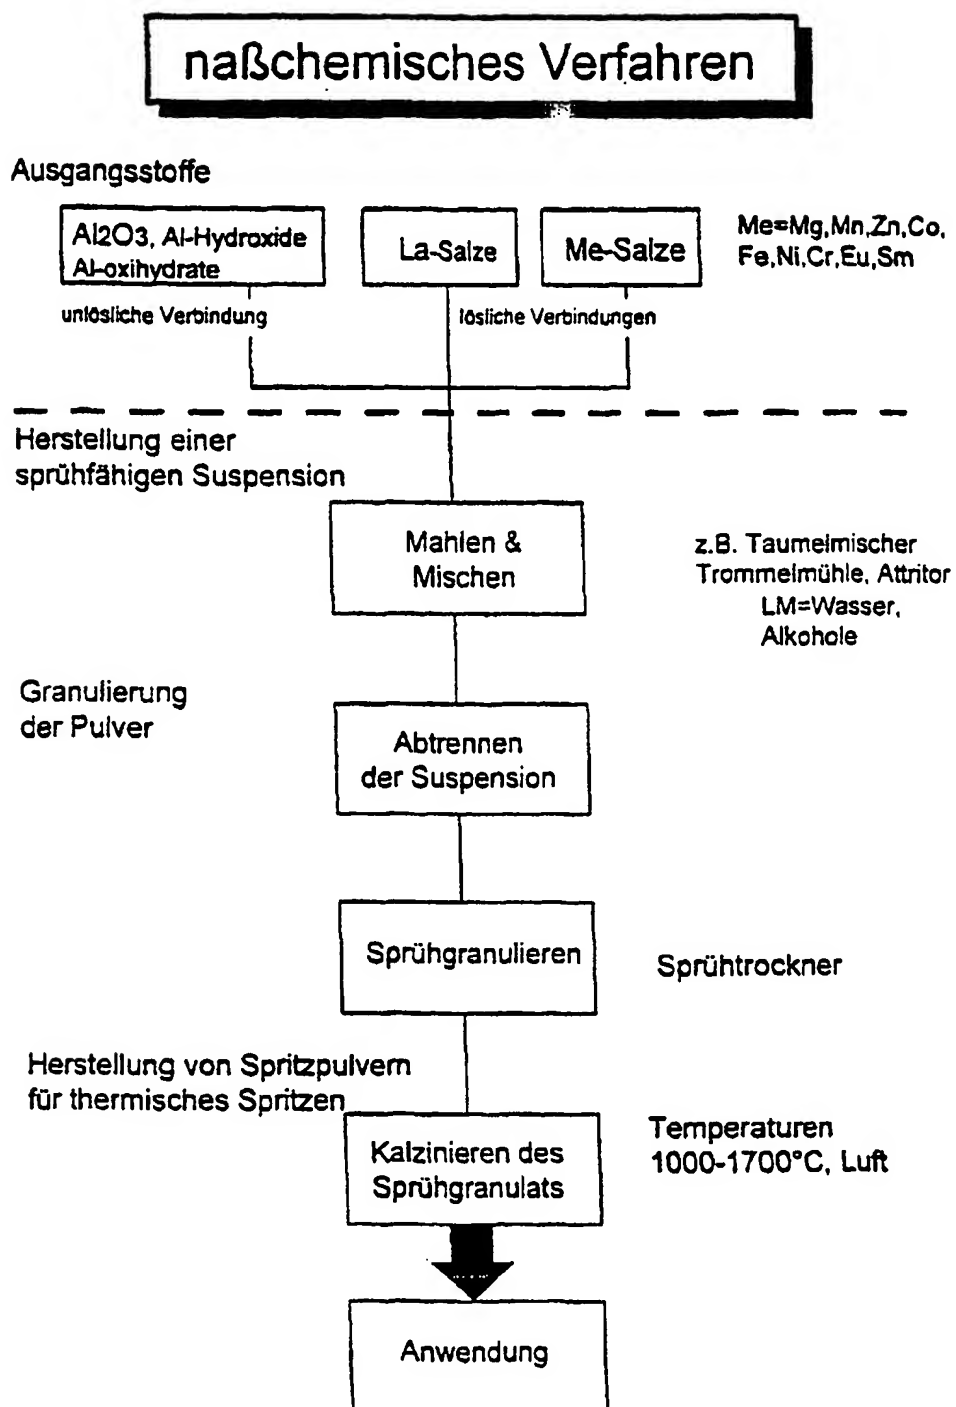 naßchemisches Verfahren
Ausgangsstoffe
Al2O3, Al-Hydroxide
Al-oxihydrate
La-Salze
Me-Salze
Me=Mg,Mn,Zn,Co,
Fe,Ni,Cr,Eu,Sm
unlösliche Verbindung
lösliche Verbindungen
Herstellung einer
sprühfähigen Suspension
Mahlen &
Mischen
z.B. Taumelmischer
Trommelmühle, Attritor
LM=Wasser,
Alkohole
Granulierung
der Pulver
Abtrennen
der Suspension
Sprühgranulieren
Sprühtrockner
Herstellung von Spritzpulvern
für thermisches Spritzen
Kalzinieren des
Sprühgranulats
Temperaturen
1000-1700°C, Luft
Anwendung